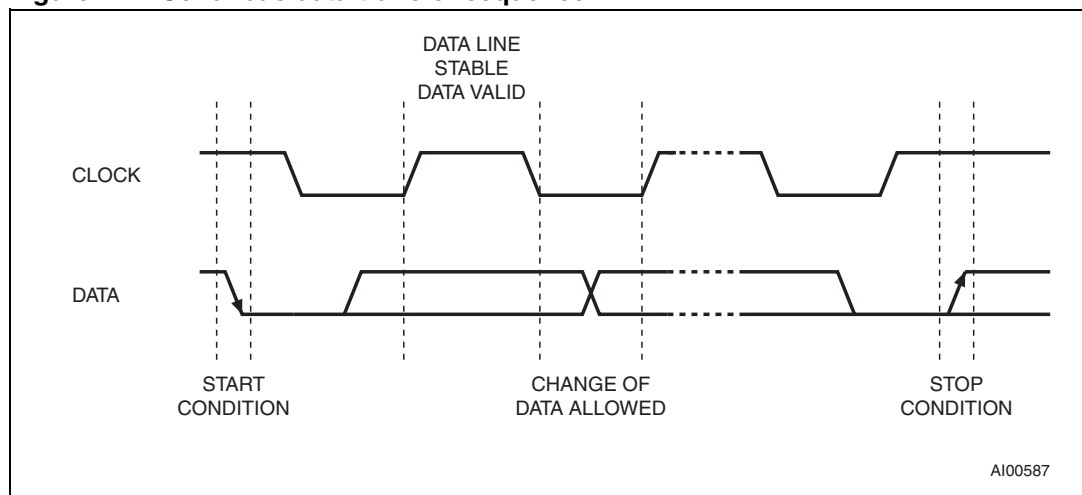 DATA LINE
STABLE
DATA VALID
CLOCK
DATA
START
CONDITION
CHANGE OF
DATA ALLOWED
STOP
CONDITION
AI00587